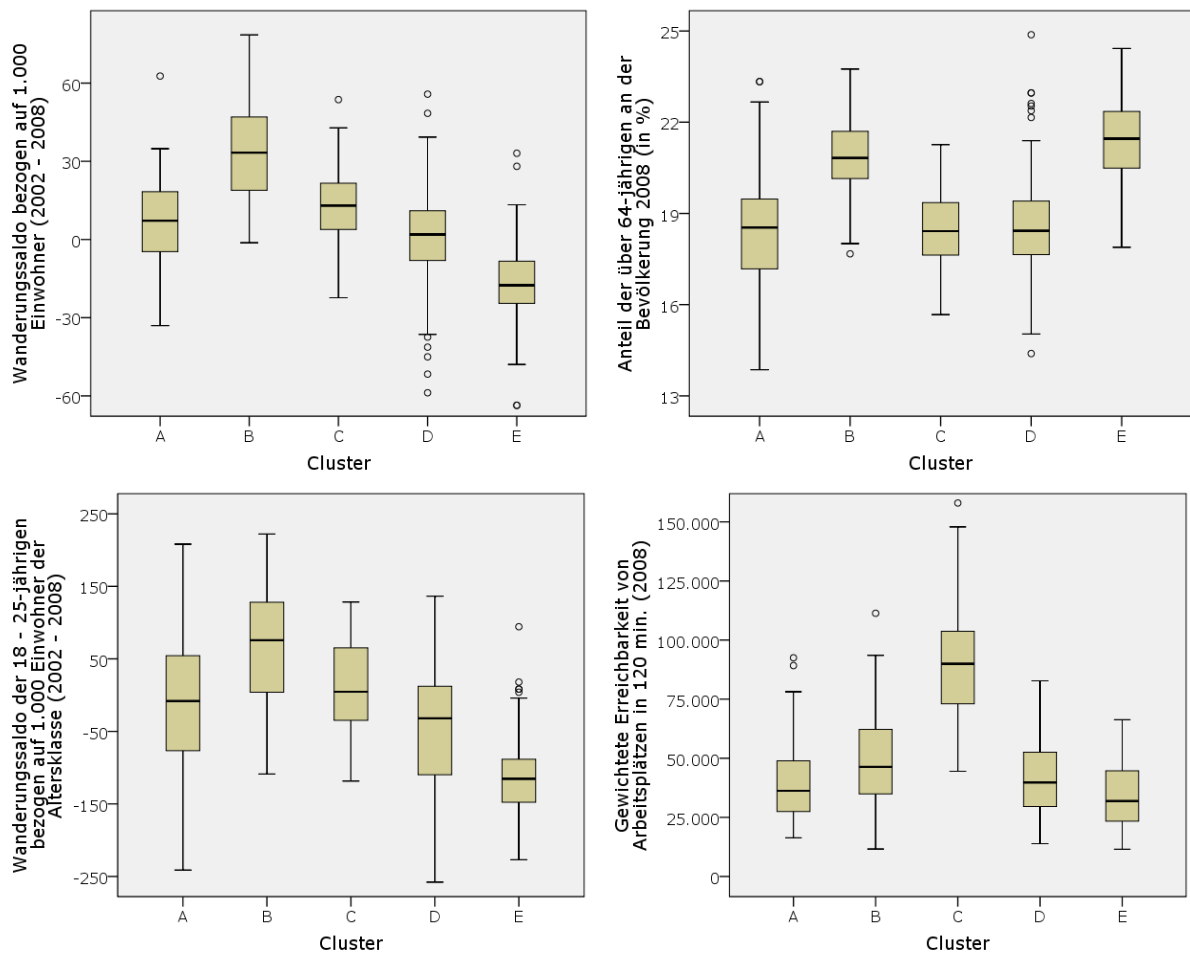 Wanderungssaldo bezogen auf 1.000
Einwohner (2002 - 2008)
60
30
0
-30
-60
A B C D E
Cluster
Anteil der über 64-jährigen an der
Bevölkerung 2008 (in %)
25
22
19
16
13
A B C D E
Cluster
Wanderungssaldo der 18 - 25-jährigen
bezogen auf 1.000 Einwohner der
Altersklasse (2002 - 2008)
250
150
50
-50
-150
-250
A B C D E
Cluster
Gewichtete Erreichbarkeit von
Arbeitsplätzen in 120 min. (2008)
150.000
125.000
100.000
75.000
50.000
25.000
0
A B C D E
Cluster